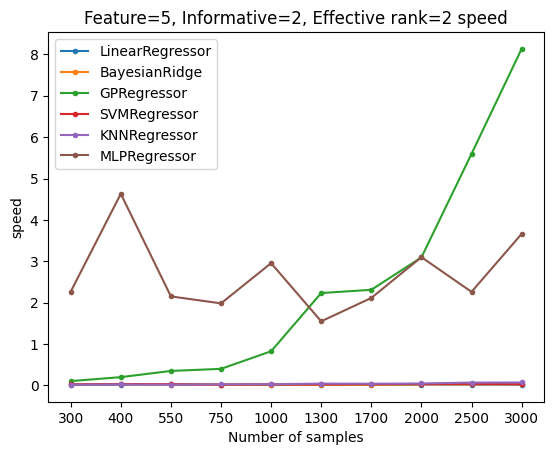 Feature=5, Informative=2, Effective rank=2 speed
LinearRegressor
BayesianRidge
GPRegressor
SVMRegressor
KNNRegressor
MLPRegressor
speed
8
7
6
5
4
3
2
1
0
300 400 550 750 1000 1300 1700 2000 2500 3000
Number of samples